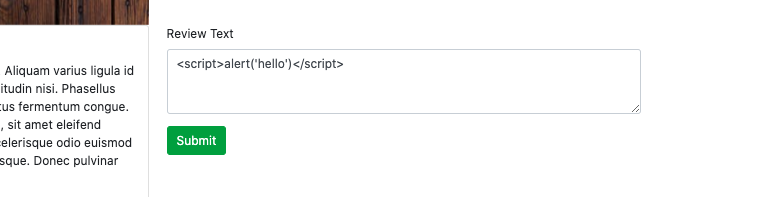 Review Text
<script>alert('hello')</script>
Submit
Aliquam varius ligula id
itudin nisi. Phasellus
tus fermentum congue.
, sit amet eleifend
celerisque odio euismod
sque. Donec pulvinar